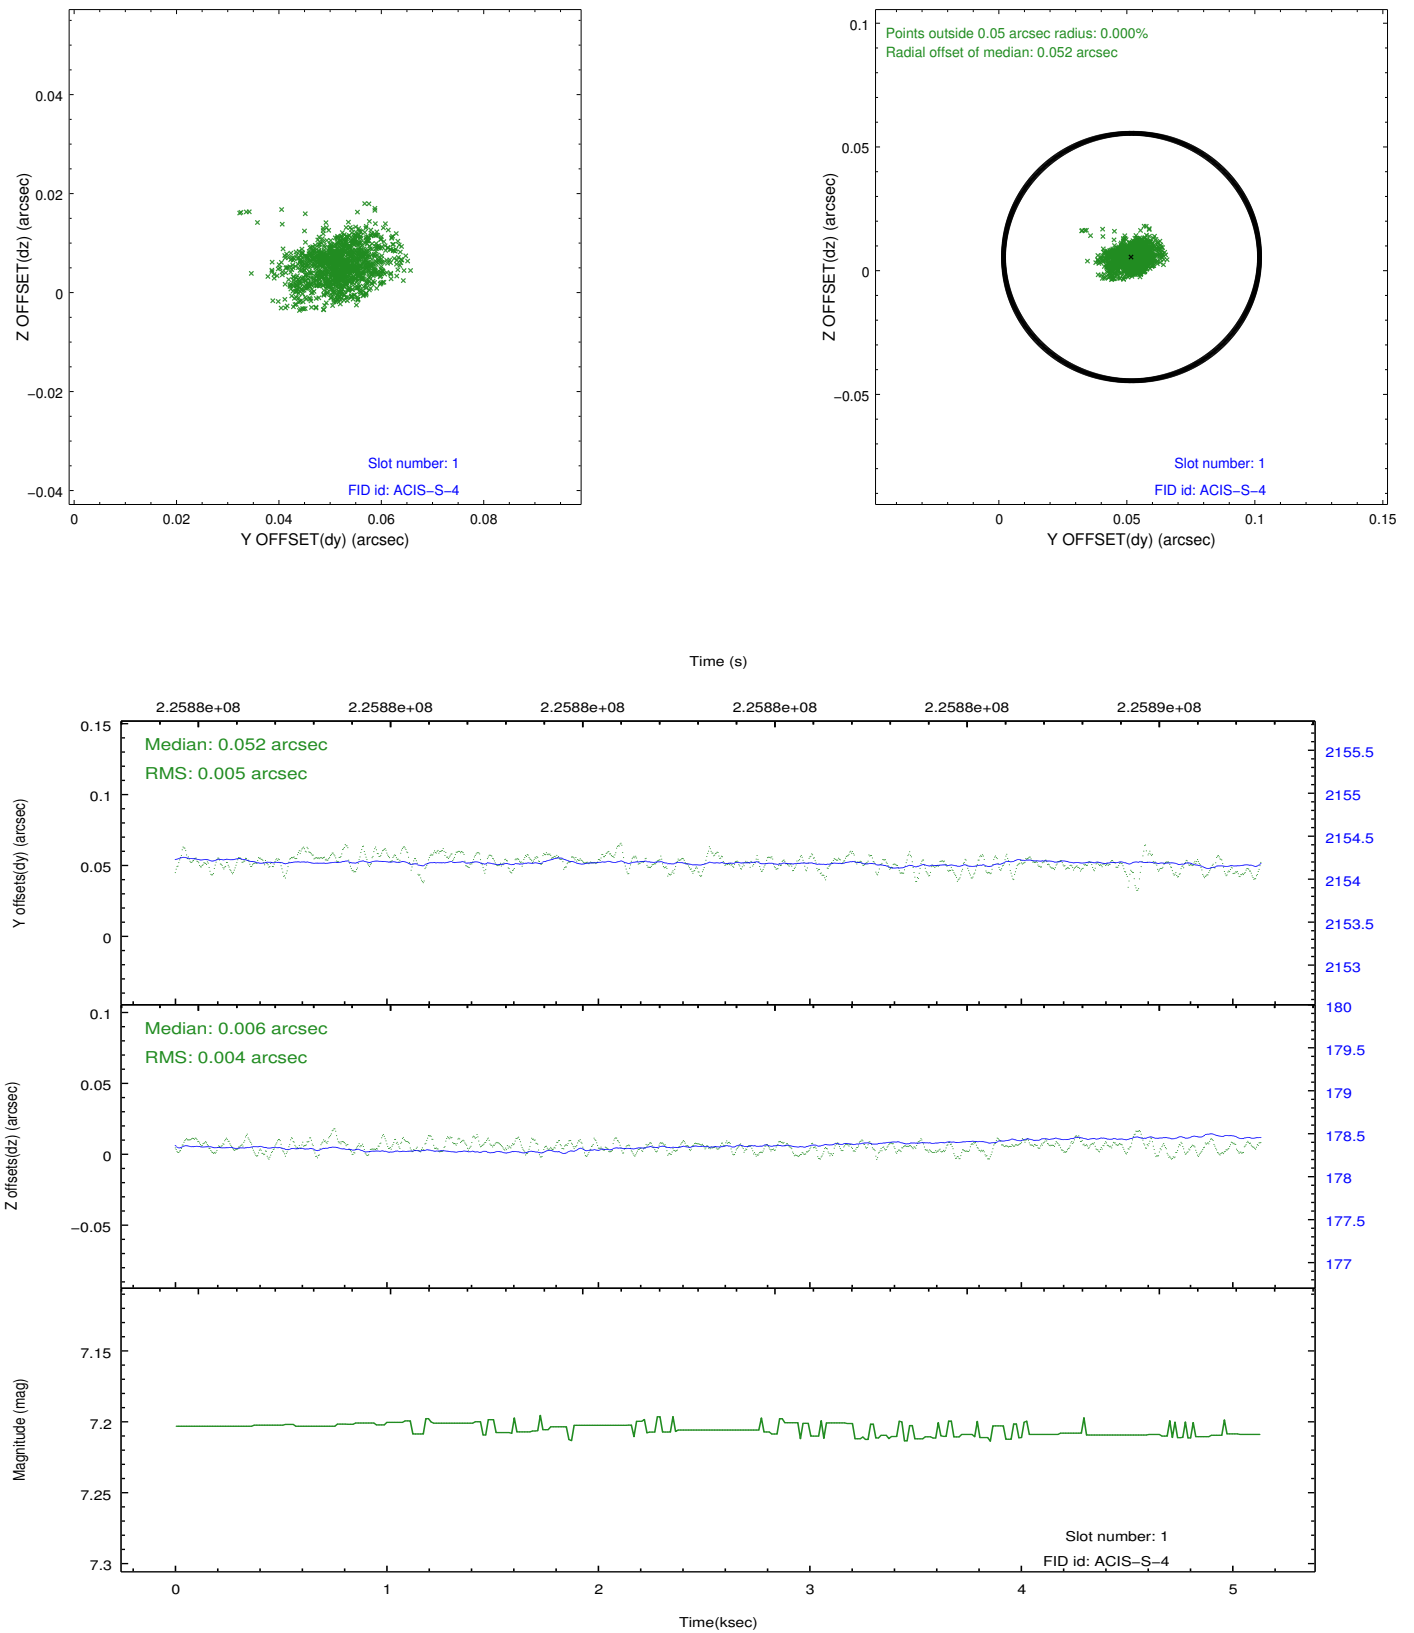 0.04
0.02
0
−0.02
−0.04
Z OFFSET(dz) (arcsec)
Slot number: 1
FID id: ACIS−S−4
0 0.02 0.04 0.06 0.08
Y OFFSET(dy) (arcsec)
Points outside 0.05 arcsec radius: 0.000%
Radial offset of median: 0.052 arcsec
0.1
0.05
0
−0.05
Z OFFSET(dz) (arcsec)
Slot number: 1
FID id: ACIS−S−4
0 0.05 0.1 0.15
Y OFFSET(dy) (arcsec)
Time (s)
2.2588e+08 2.2588e+08 2.2588e+08 2.2588e+08 2.2588e+08 2.2589e+08
Median: 0.052 arcsec
RMS: 0.005 arcsec
0.15
0.1
0.05
0
Y offsets(dy) (arcsec)
2155.5
2155
2154.5
2154
2153.5
2153
Median: 0.006 arcsec
RMS: 0.004 arcsec
0.1
0.05
0
−0.05
Z offsets(dz) (arcsec)
180
179.5
179
178.5
178
177.5
177
7.15
7.2
7.25
7.3
Magnitude (mag)
Slot number: 1
FID id: ACIS−S−4
0 1 2 3 4 5
Time(ksec)